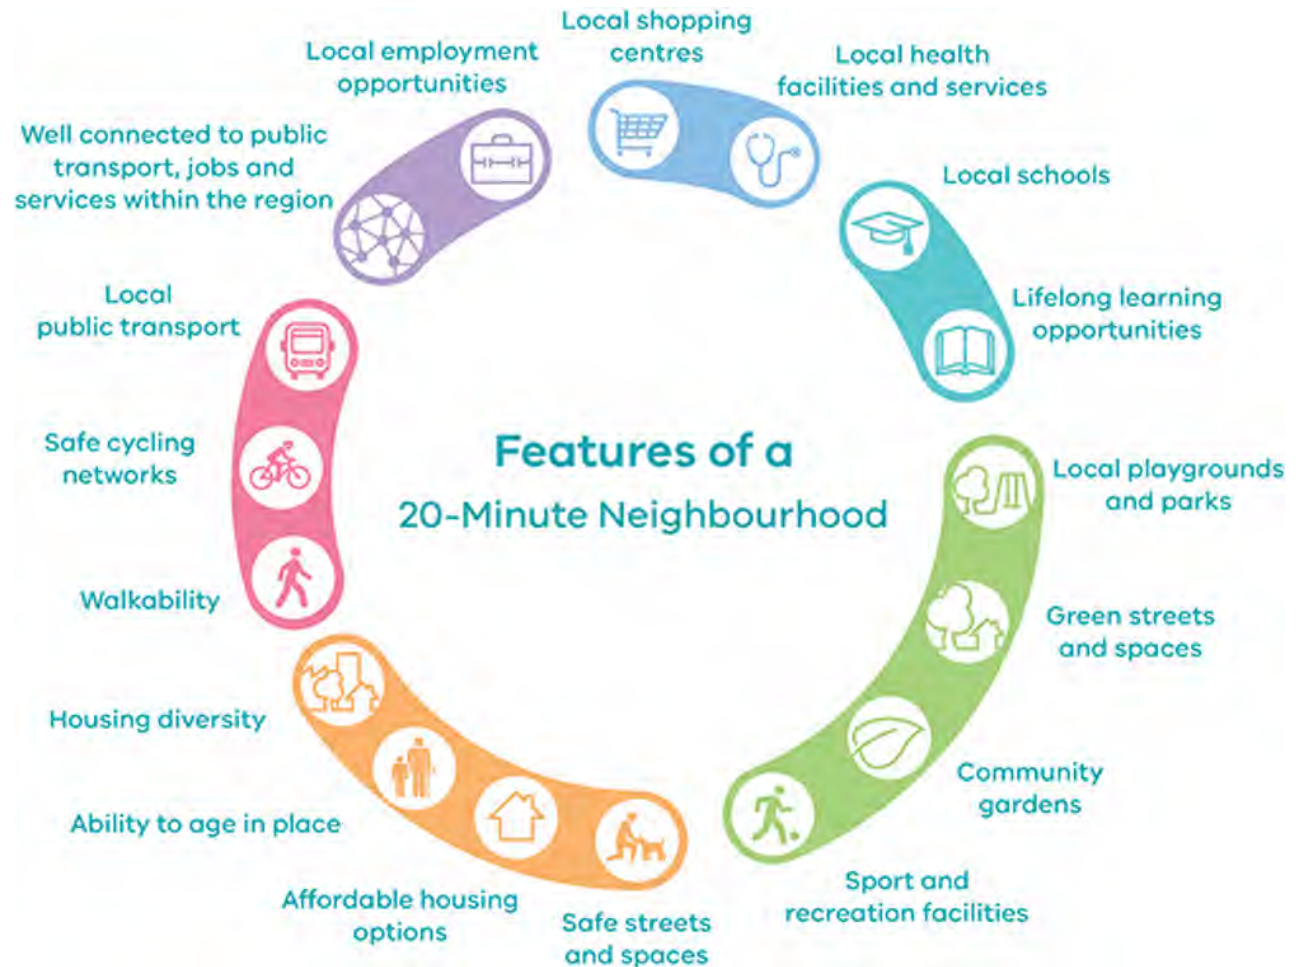 Local shopping
centres
Local health
facilities and services
Local schools
Lifelong learning
opportunities
Local playgrounds
and parks
Green streets
and spaces
Community
gardens
Sport and
recreation facilities
Safe streets
and spaces
Affordable housing
options
Ability to age in place
Housing diversity
Walkability
Safe cycling
networks
Local
public transport
Well connected to public
transport, jobs and
services within the region
Local employment
opportunities
Features of a
20-Minute Neighbourhood